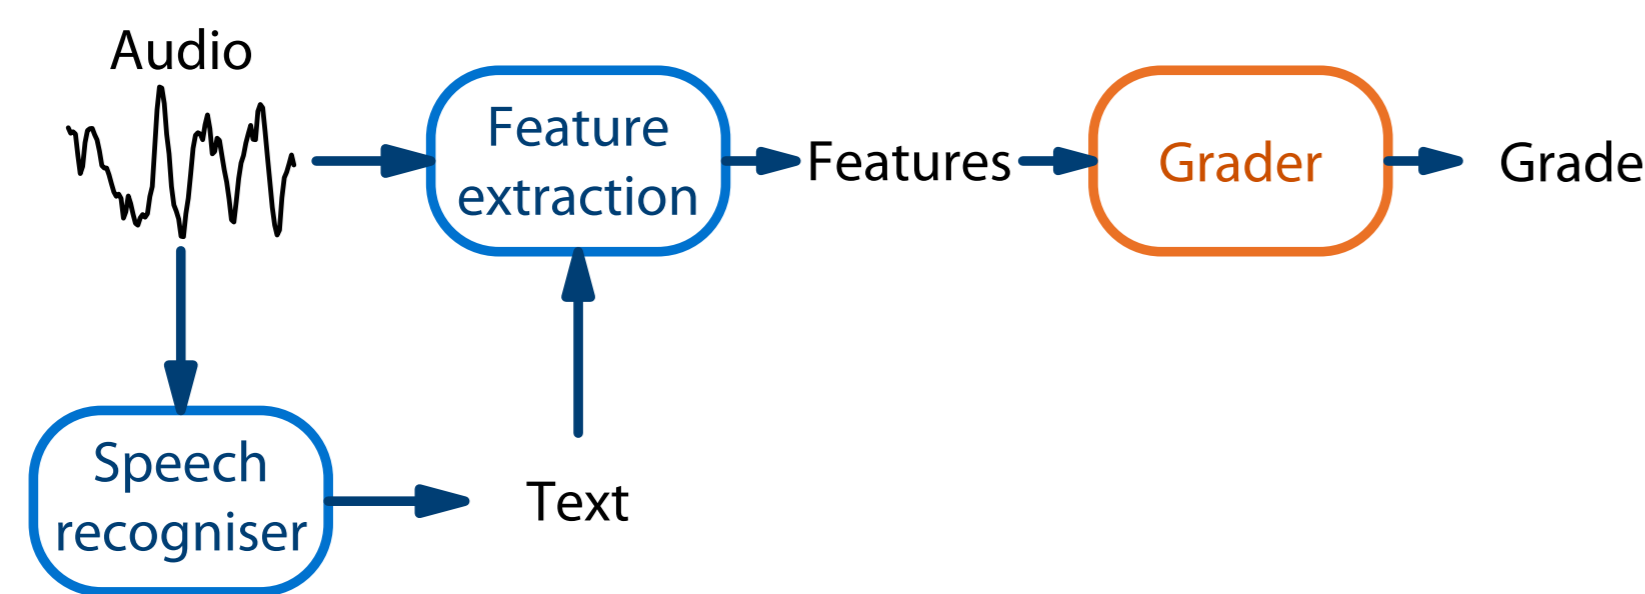 Audio
Feature
extraction
Features
Grader
Grade
Speech
recogniser
Text